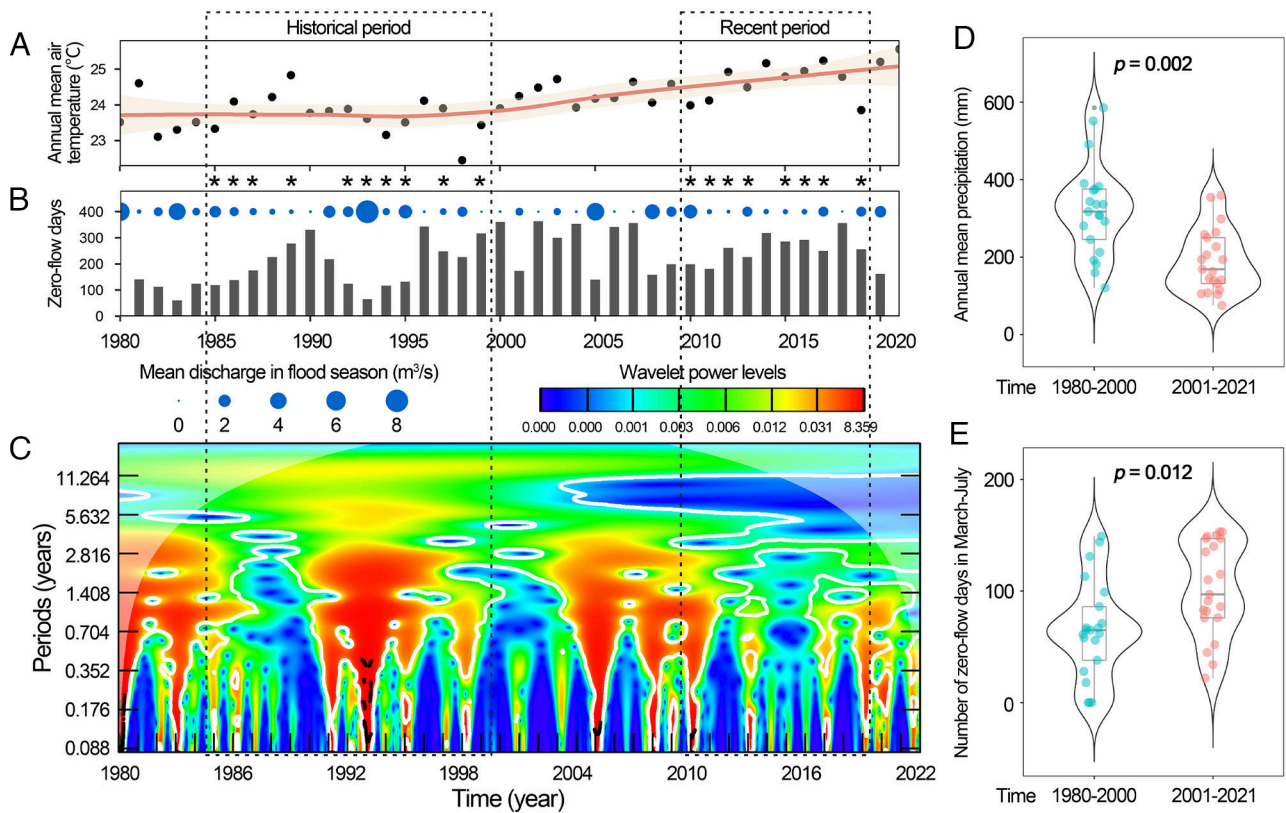 A
Historical period
Recent period
Annual mean air
temperature (°C)
25
24
23
* * * * * * * * * * * * * * * * * *
B
Zero-flow days
400
300
200
100
0
1980 1985 1990 1995 2000 2005 2010 2015 2020
Mean discharge in flood season (m³/s)
0 2 4 6 8
Wavelet power levels
0.000 0.000 0.001 0.003 0.006 0.012 0.031 8.359
C
Periods (years)
11.264
5.632
2.816
1.408
0.704
0.352
0.176
0.088
1980 1986 1992 1998 2004 2010 2016 2022
Time (year)
D
p = 0.002
Annual mean precipitation (mm)
600
400
200
0
Time 1980-2000 2001-2021
E
p = 0.012
Number of zero-flow days in March-July
200
100
0
Time 1980-2000 2001-2021